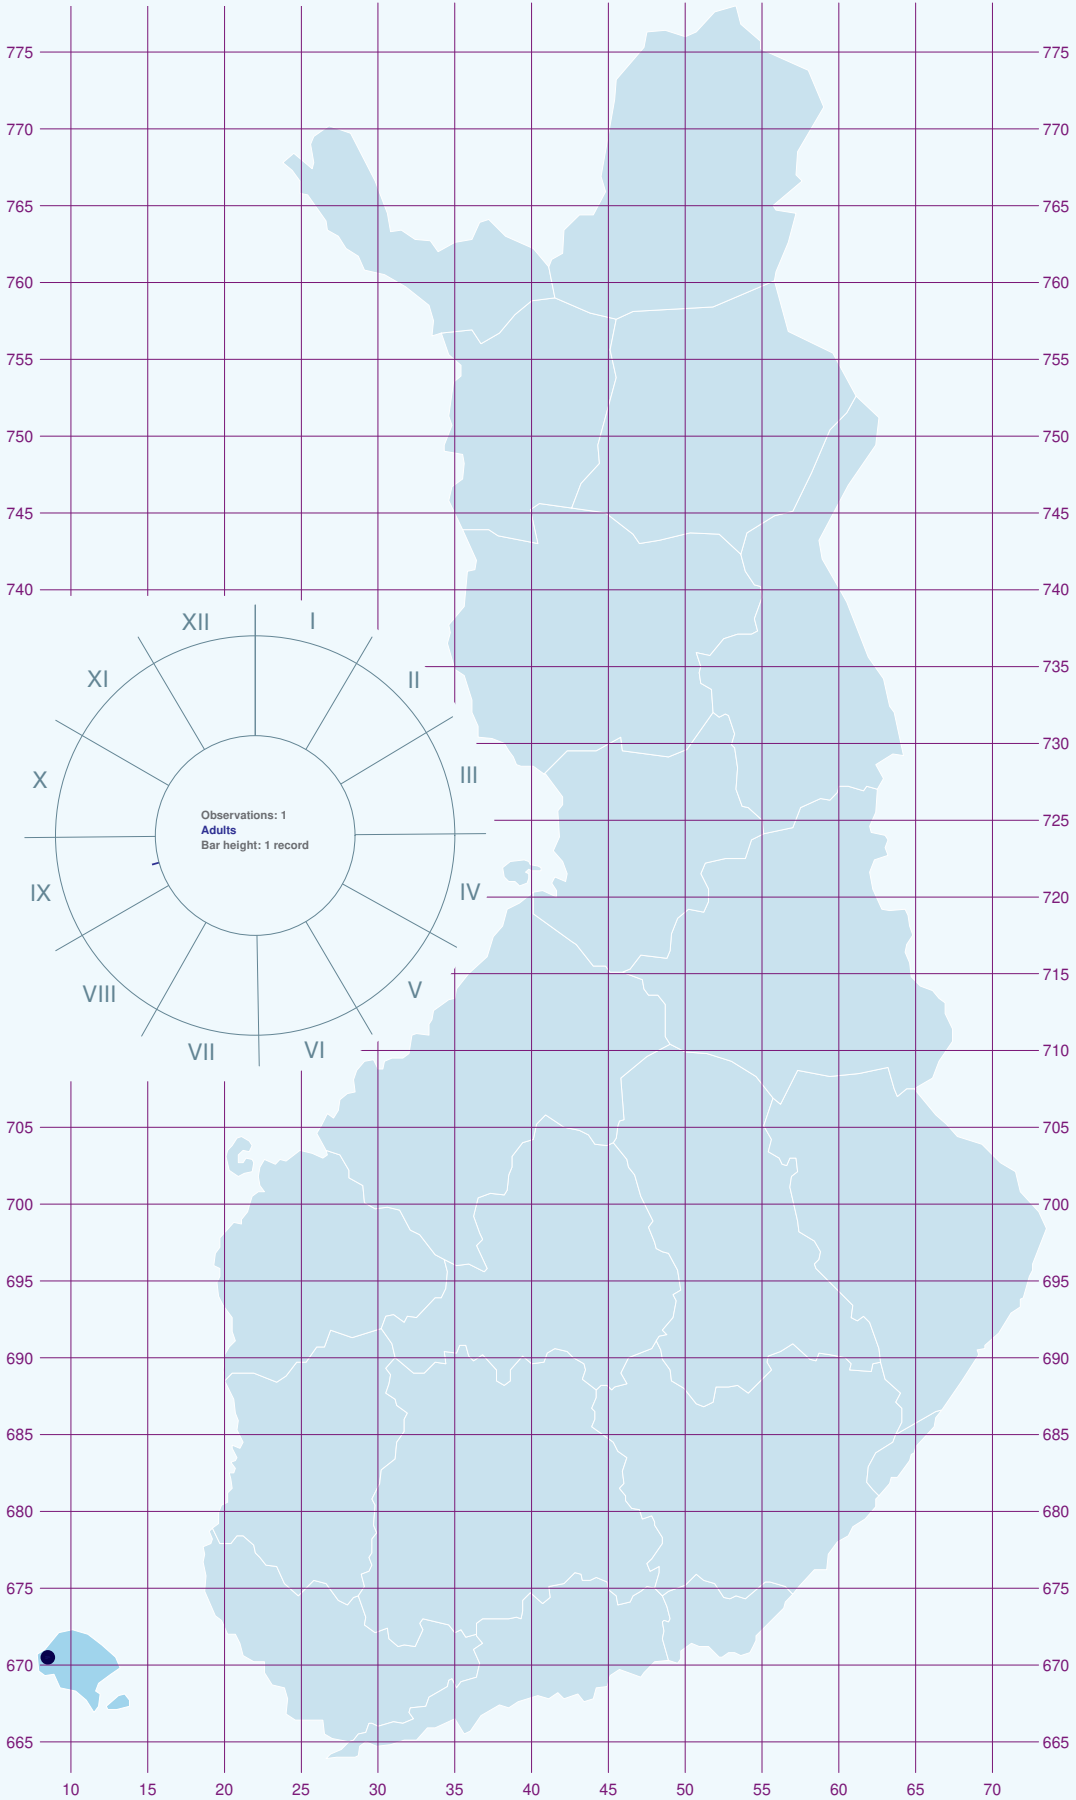 775 775
770 770
765 765
760 760
755 755
750 750
745 745
740 740
XII I
XI II
735
730
X III
Observations: 1
Adults
Bar height: 1 record
725
IX IV
720
715
VIII V
VII VI
710
705 705
700 700
695 695
690 690
685 685
680 680
675 675
670 670
665 665
10 15 20 25 30 35 40 45 50 55 60 65 70